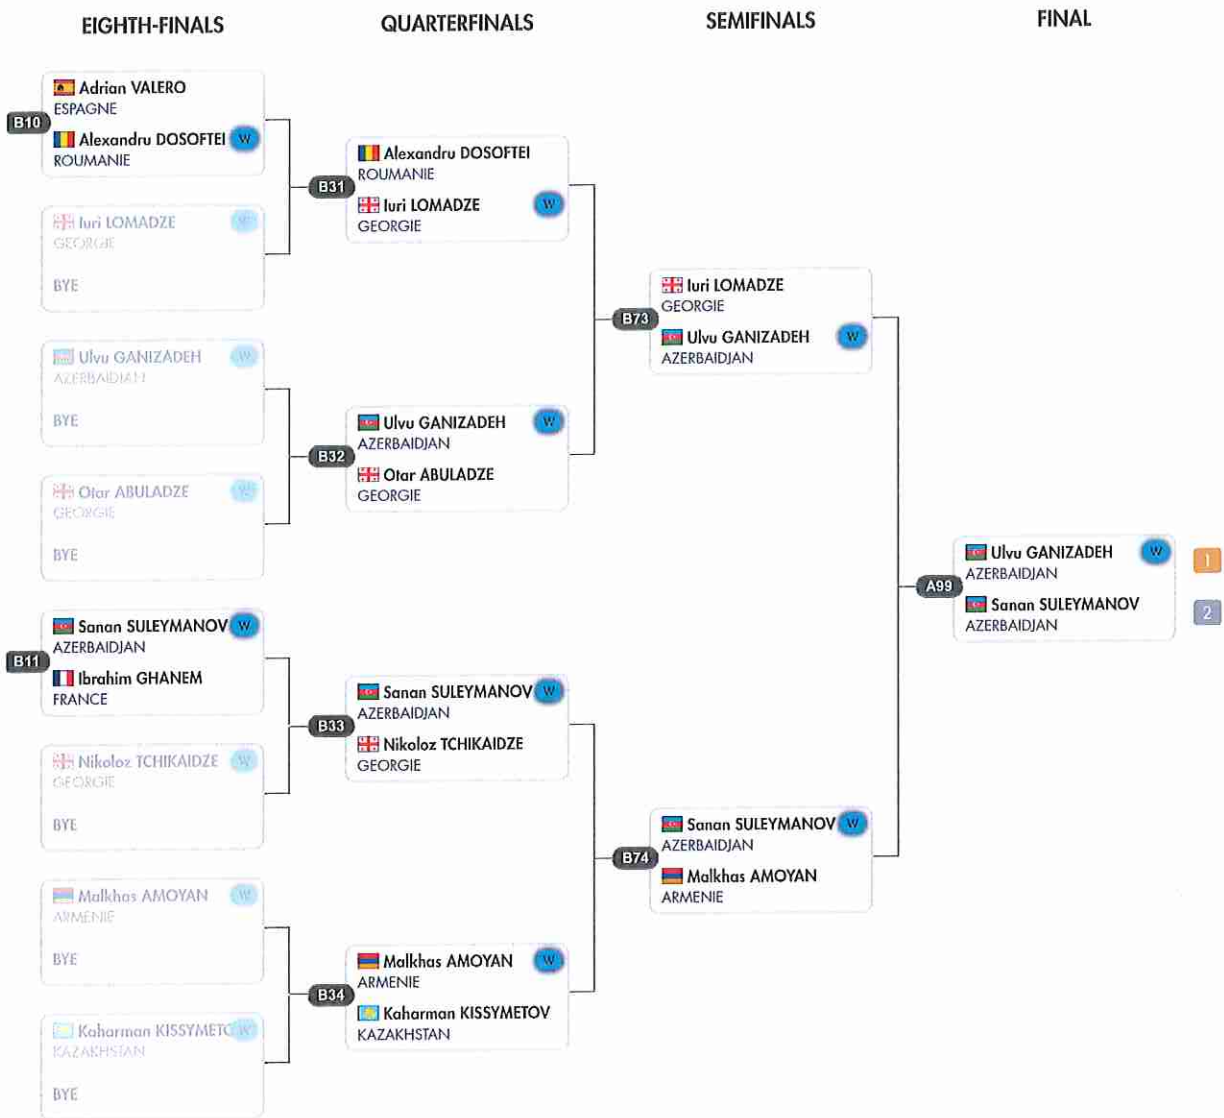 EIGHTH-FINALS
QUARTERFINALS
SEMIFINALS
FINAL
B10
Adrian VALERO
ESPAGNE
Alexandru DOSOFTEI W
ROUMANIE
Iuri LOMADZE W
GEORGIE
BYE
Ulvu GANIZADEH W
AZERBAIDJAN
BYE
Otar ABULADZE W
GEORGIE
BYE
B11
Sanan SULEYMANOV W
AZERBAIDJAN
Ibrahim GHANEM
FRANCE
Nikoloz TCHIKAIDZE W
GEORGIE
BYE
Malkhas AMOYAN W
ARMENIE
BYE
Kaharman KISSYMETO W
KAZAKHSTAN
BYE
B31
Alexandru DOSOFTEI
ROUMANIE
Iuri LOMADZE W
GEORGIE
B32
Ulvu GANIZADEH W
AZERBAIDJAN
Otar ABULADZE
GEORGIE
B33
Sanan SULEYMANOV W
AZERBAIDJAN
Nikoloz TCHIKAIDZE
GEORGIE
B34
Malkhas AMOYAN W
ARMENIE
Kaharman KISSYMETOV
KAZAKHSTAN
B73
Iuri LOMADZE
GEORGIE
Ulvu GANIZADEH W
AZERBAIDJAN
B74
Sanan SULEYMANOV W
AZERBAIDJAN
Malkhas AMOYAN
ARMENIE
A99
Ulvu GANIZADEH W
AZERBAIDJAN
1
Sanan SULEYMANOV
AZERBAIDJAN
2